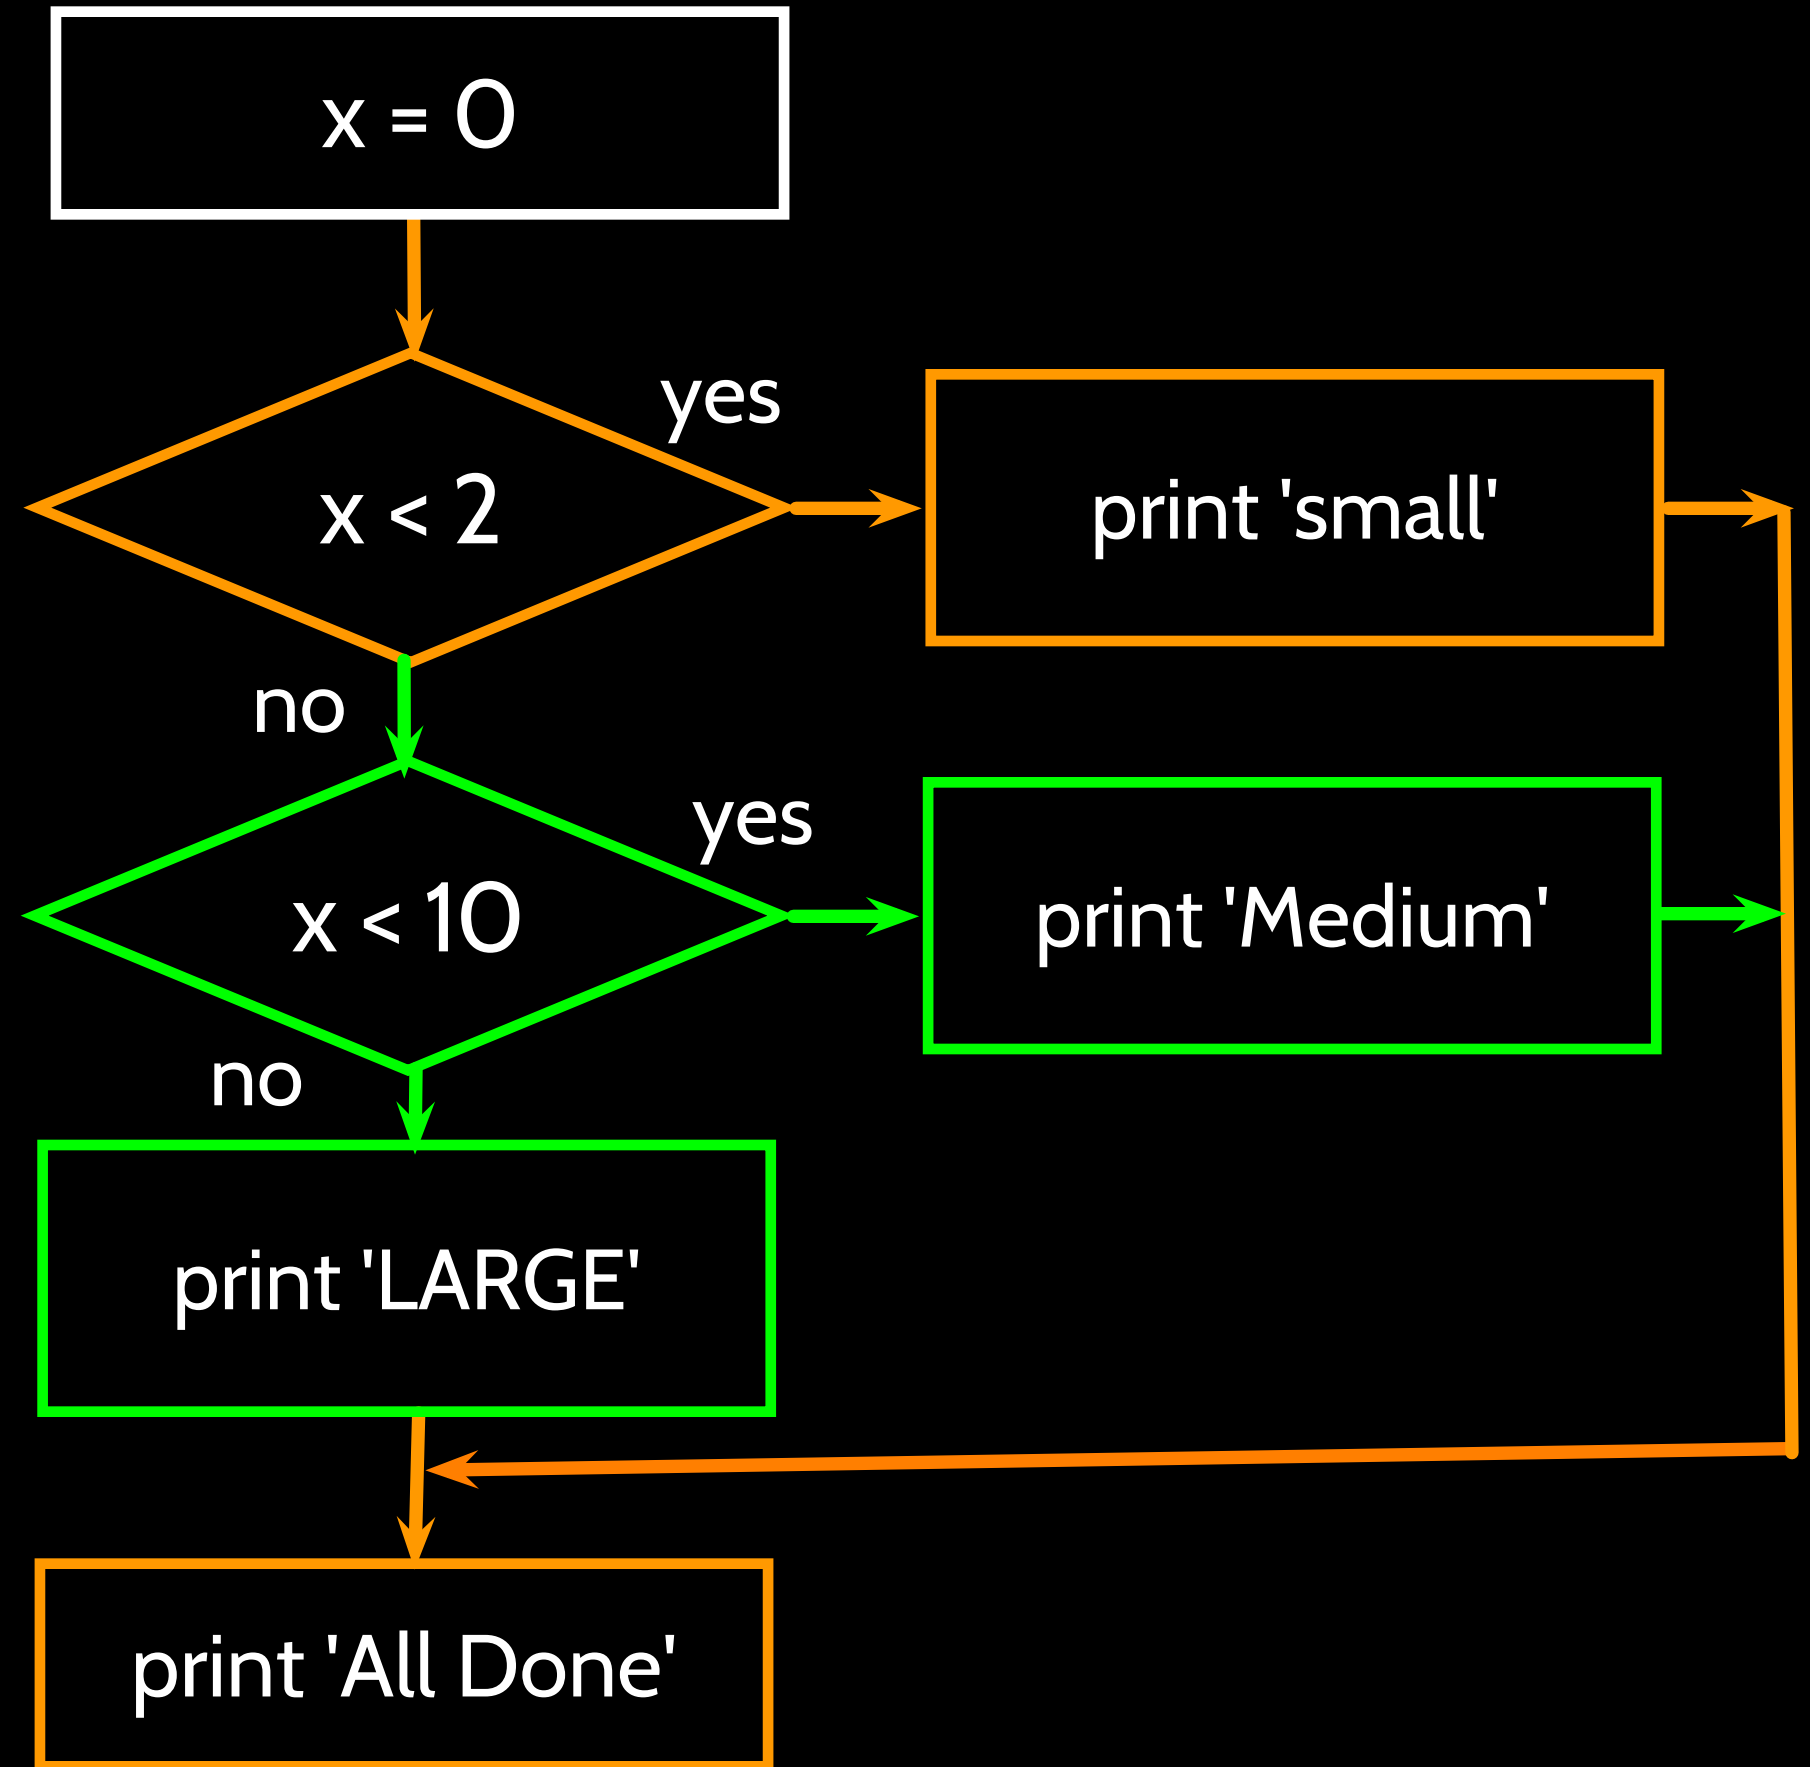 x = 0
yes
x < 2
print 'small'
no
yes
x < 10
print 'Medium'
no
print 'LARGE'
print 'All Done'